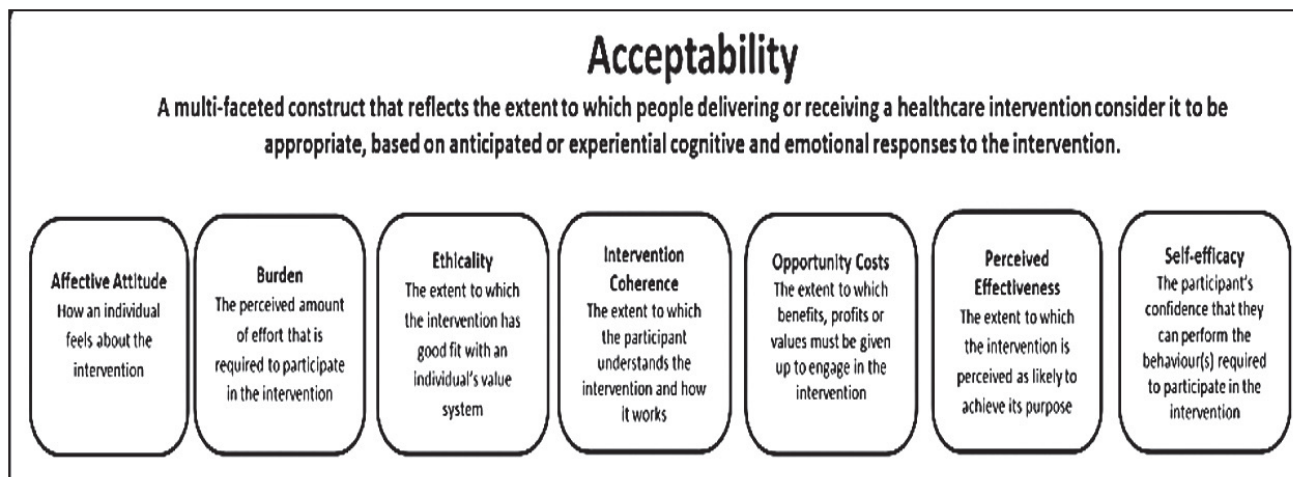 Acceptability
A multi-faceted construct that reflects the extent to which people delivering or receiving a healthcare intervention consider it to be
appropriate, based on anticipated or experiential cognitive and emotional responses to the intervention.
Affective Attitude
How an individual
feels about the
intervention
Burden
The perceived amount
of effort that is
required to participate
in the intervention
Ethicality
The extent to which
the intervention has
good fit with an
individual's value
system
Intervention
Coherence
The extent to which
the participant
understands the
intervention and how
it works
Opportunity Costs
The extent to which
benefits, profits or
values must be given
up to engage in the
intervention
Perceived
Effectiveness
The extent to which
the intervention is
perceived as likely to
achieve its purpose
Self-efficacy
The participant's
confidence that they
can perform the
behaviour(s) required
to participate in the
intervention